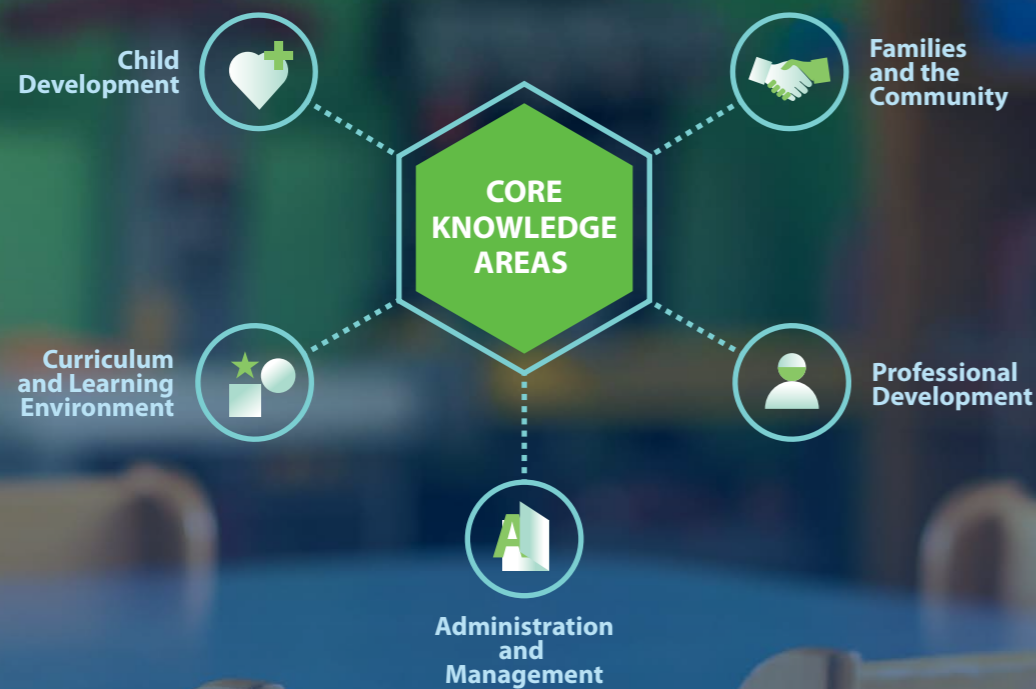 Child
Development
Families
and the
Community
CORE
KNOWLEDGE
AREAS
Curriculum
and Learning
Environment
Professional
Development
A
Administration
and
Management